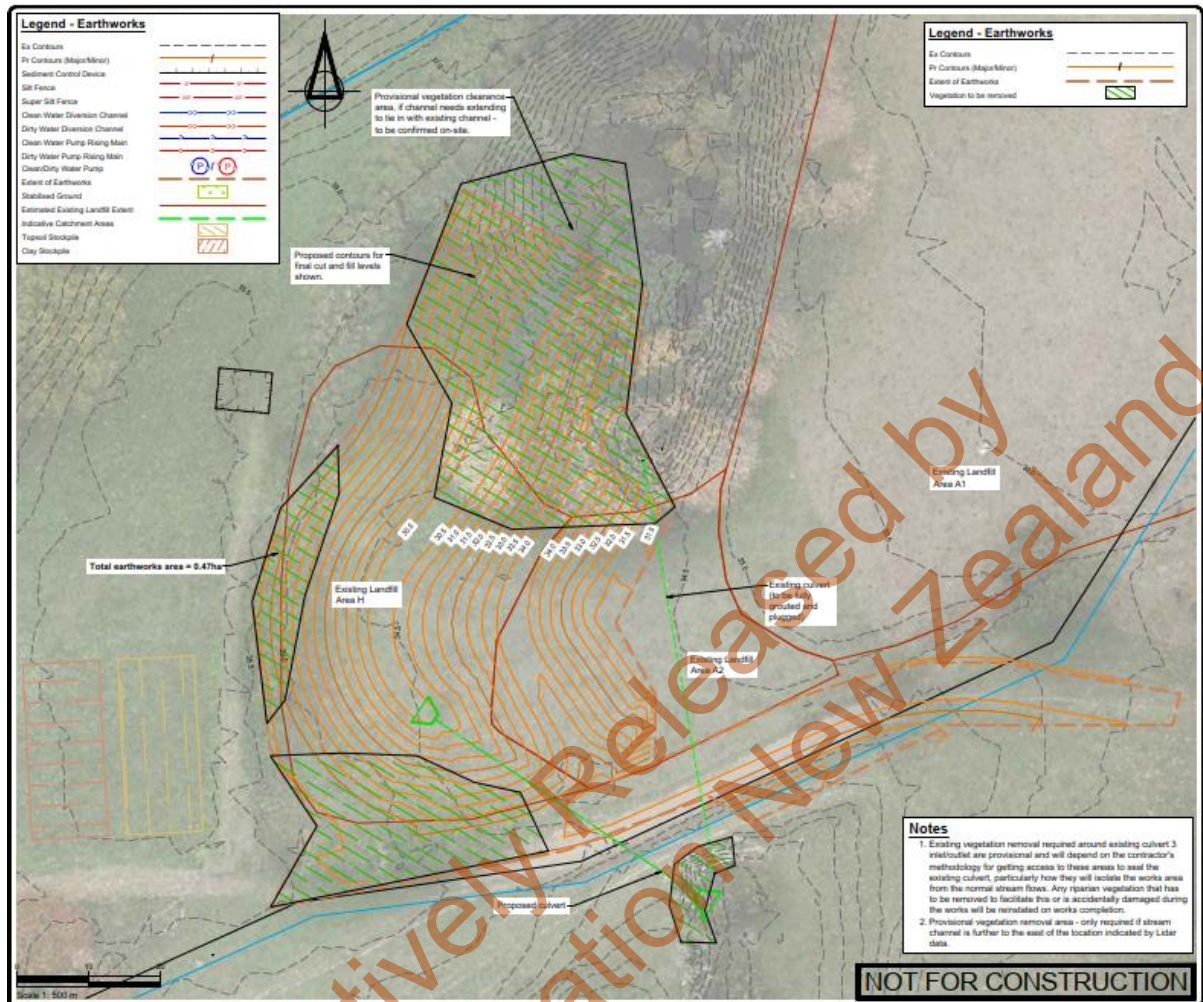 Legend - Earthworks
Ex Contours
Pr Contours (Major/Minor)
Sediment Control Device
Silt Fence
Super Silt Fence
Clean Water Diversion Channel
Dirty Water Diversion Channel
Clean Water Pump Rising Main
Dirty Water Pump Rising Main
Clean/Dirty Water Pump
P / P
Extent of Earthworks
Stabilised Ground
Estimated Existing Landfill Extent
Indicative Catchment Areas
Topsoil Stockpile
Clay Stockpile
Legend - Earthworks
Ex Contours
Pr Contours (Major/Minor)
Extent of Earthworks
Vegetation to be removed
Provisional vegetation clearance
area, if channel needs extending
to tie in with existing channel -
to be confirmed on-site.
Proposed contours for
final cut and fill levels
shown.
Existing Landfill
Area A1
Total earthworks area = 0.47ha
Existing Landfill
Area H
34.5
Existing culvert
(to be fully
grouted and
plugged)
Existing Landfill
Area A2
Proposed culvert
Notes
1. Existing vegetation removal required around existing culvert 3
inlet/outlet are provisional and will depend on the contractor's
methodology for getting access to these areas to seal the
existing culvert, particularly how they will isolate the works area
from the normal stream flows. Any riparian vegetation that has
to be removed to facilitate this or is accidentally damaged during
the works will be reinstated on works completion.
2. Provisional vegetation removal area - only required if stream
channel is further to the east of the location indicated by Lidar
data.
Scale 1: 500 m
NOT FOR CONSTRUCTION
tively Released by
ation New Zealand